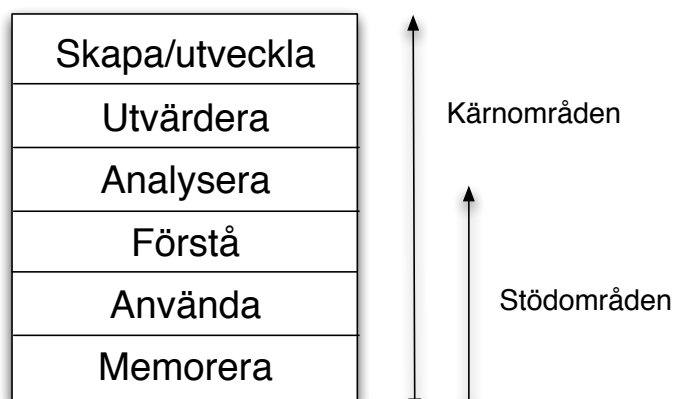 Skapa/utveckla
Utvärdera
Kärnområden
Analysera
Förstå
Använda
Stödområden
Memorera